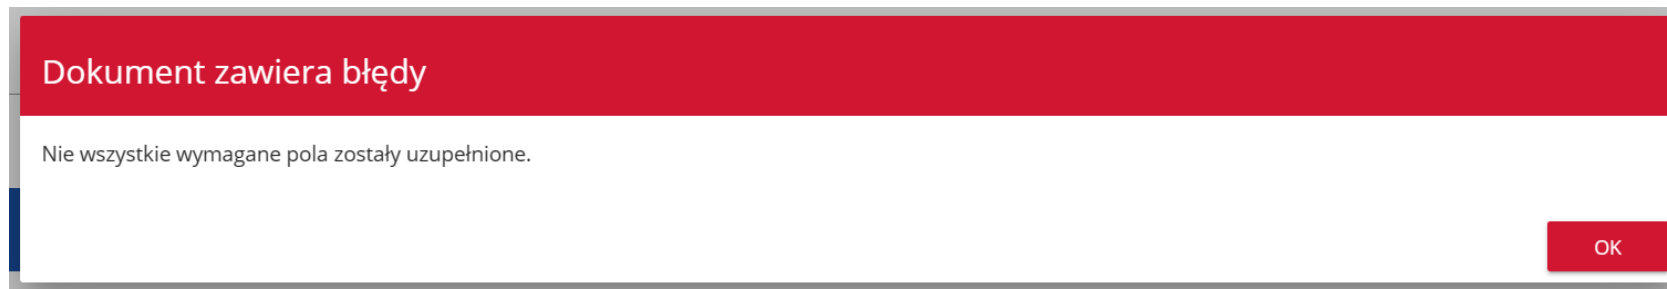 Dokument zawiera błędy
Nie wszystkie wymagane pola zostały uzupełnione.
OK